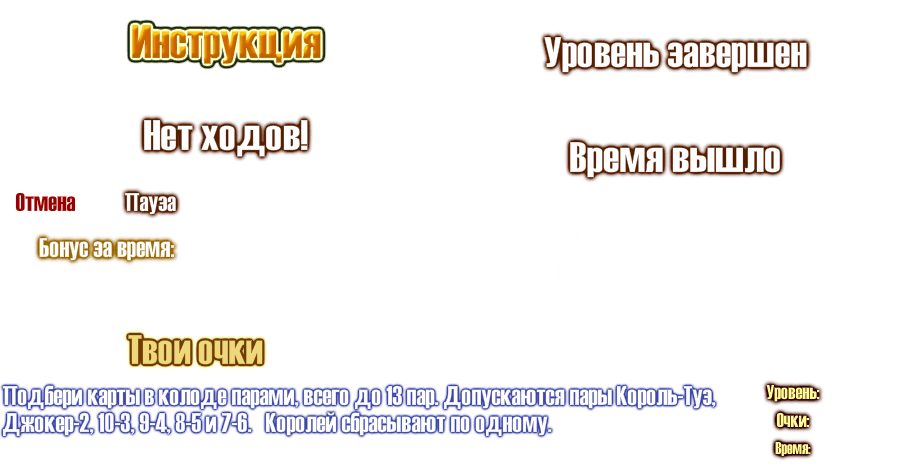 Инструкция
Уровень завершен
Нет ходов!
Время вышло
Отмена
Пауза
Бонус за время:
Твои очки
Подбери карты в колоде парами, всего до 13 пар. Допускаются пары Король-Туз,
Джокер-2, 10-3, 9-4, 8-5 и 7-6. Королей сбрасывают по одному.
Уровень:
Очки:
Время: